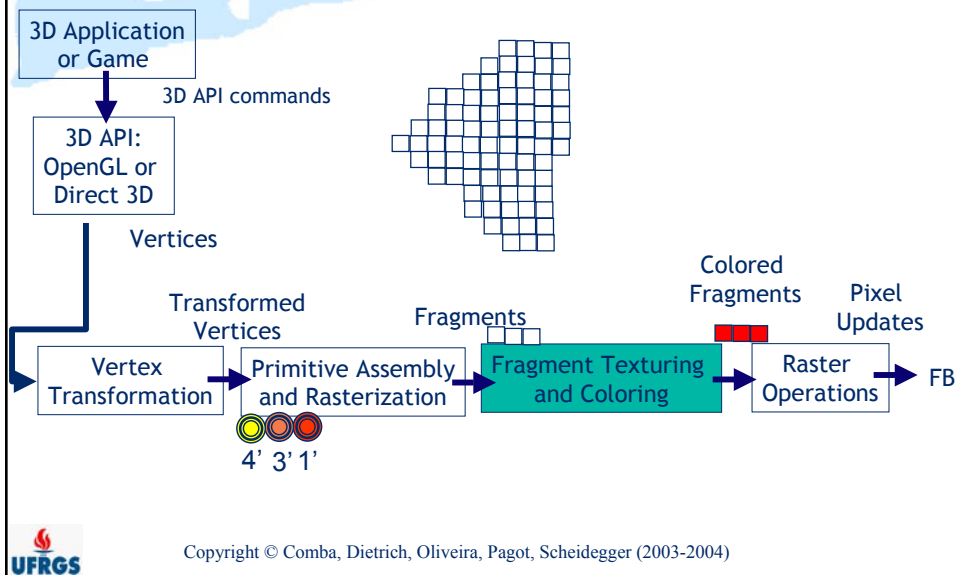 3D Application
or Game
3D API commands
3D API:
OpenGL or
Direct 3D
Vertices
Transformed
Vertices
Fragments
Colored
Fragments
Pixel
Updates
Vertex
Transformation
Primitive Assembly
and Rasterization
Fragment Texturing
and Coloring
Raster
Operations
FB
4’ 3’ 1’
UFRGS
Copyright © Comba, Dietrich, Oliveira, Pagot, Scheidegger (2003-2004)